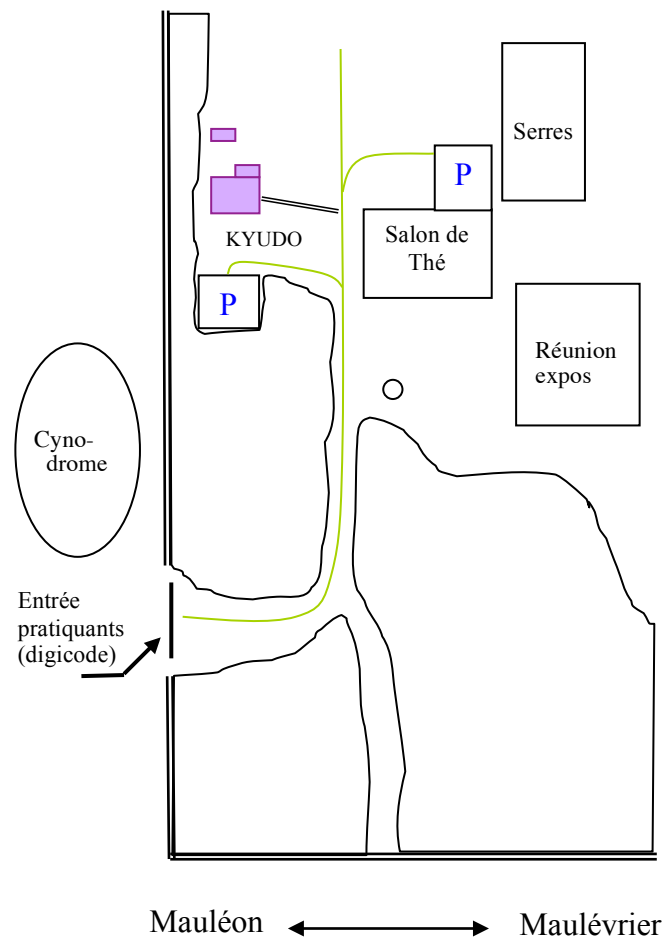 Serres
P
Salon de
Thé
KYUDO
P
Réunion
expos
Cyno-
drome
Entrée
pratiquants
(digicode)
Mauléon
Maulévrier